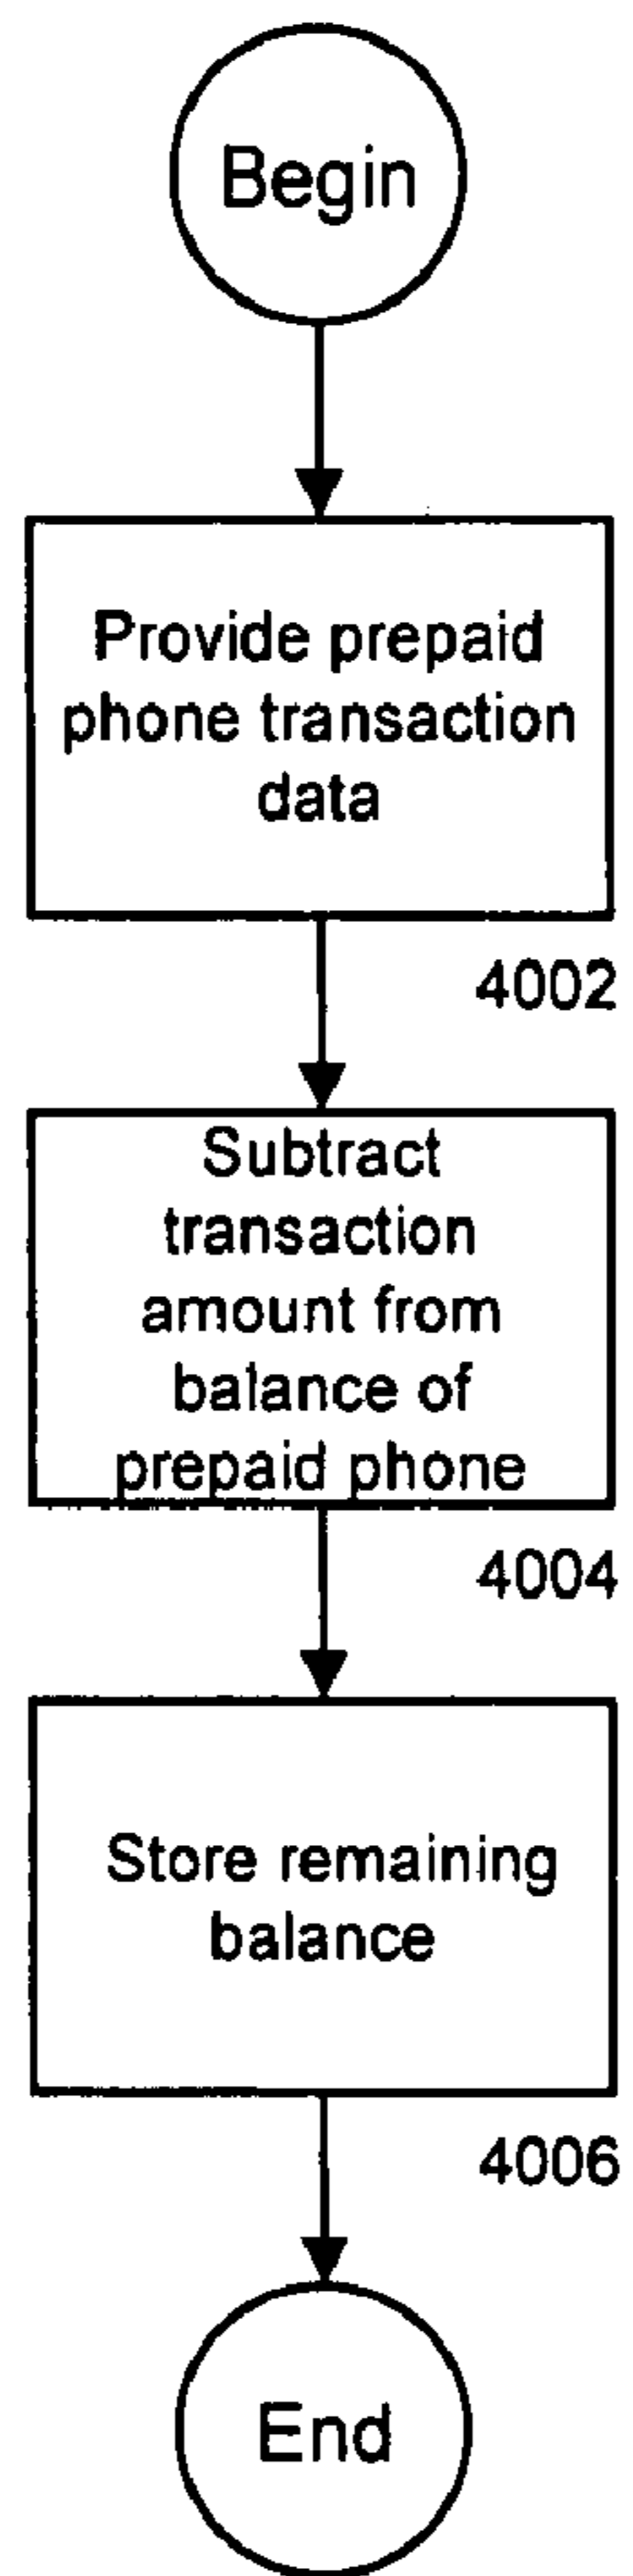 Begin
Provide prepaid
phone transaction
data
4002
Subtract
transaction
amount from
balance of
prepaid phone
4004
Store remaining
balance
4006
End